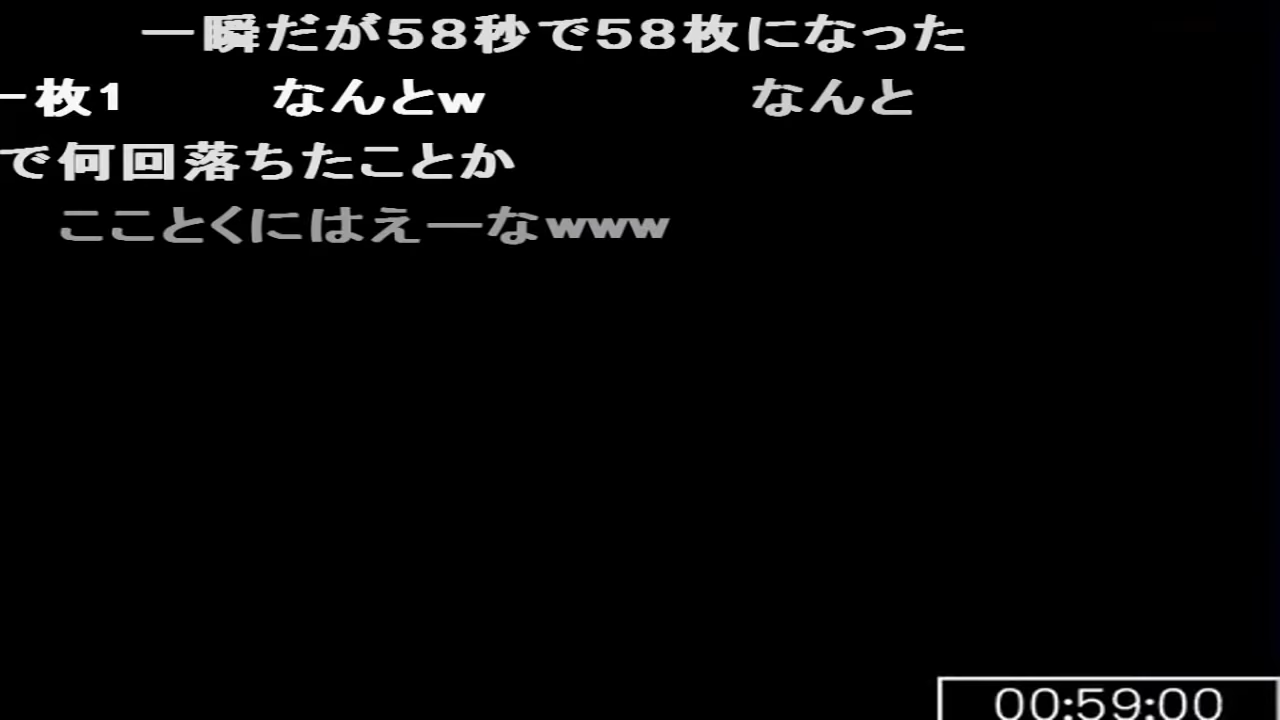 一瞬だが５８秒で５８枚になった
ー枚1 なんとw なんと
で何回落ちたことか
こことくにはえーなwww
00:59:00